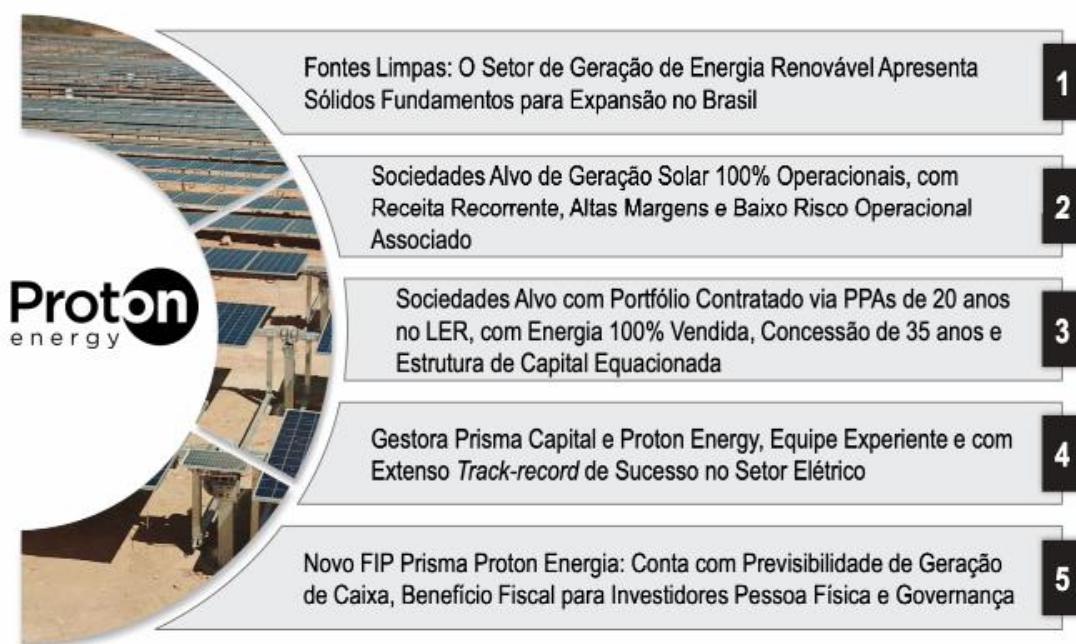 Proton
energy
Fontes Limpas: O Setor de Geração de Energia Renovável Apresenta
Sólidos Fundamentos para Expansão no Brasil
1
Sociedades Alvo de Geração Solar 100% Operacionais, com
Receita Recorrente, Altas Margens e Baixo Risco Operacional
Associado
2
Sociedades Alvo com Portfólio Contratado via PPAs de 20 anos
no LER, com Energia 100% Vendida, Concessão de 35 anos e
Estrutura de Capital Equacionada
3
Gestora Prisma Capital e Proton Energy, Equipe Experiente e com
Extenso Track-record de Sucesso no Setor Elétrico
4
Novo FIP Prisma Proton Energia: Conta com Previsibilidade de Geração
de Caixa, Benefício Fiscal para Investidores Pessoa Física e Governança
5